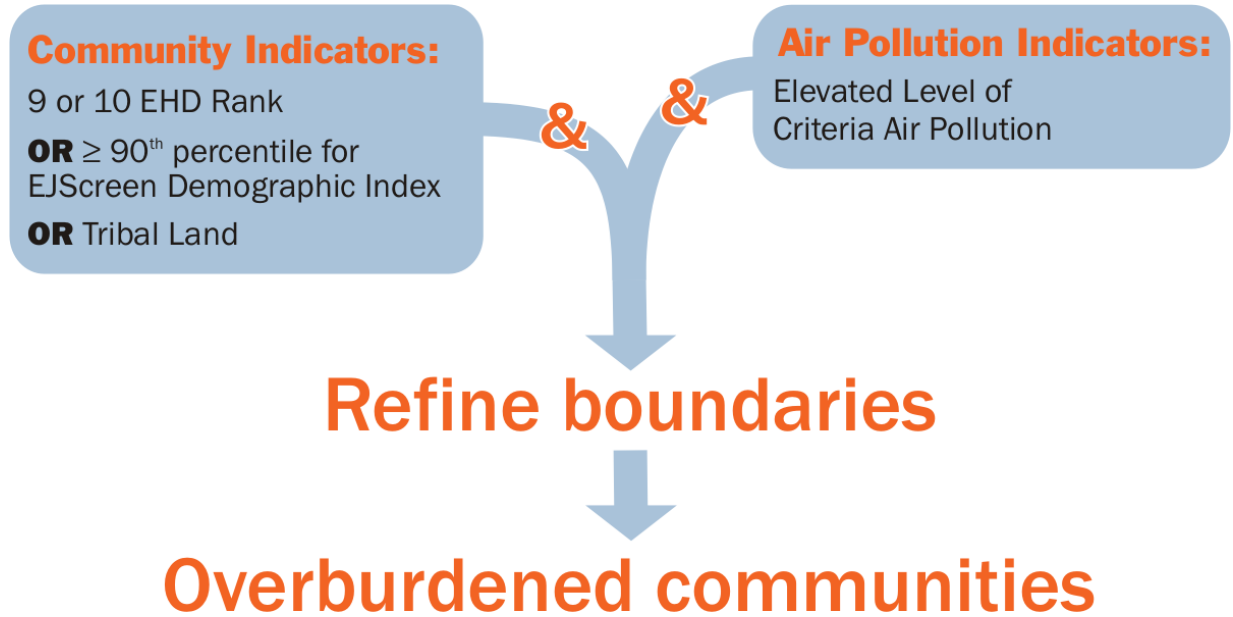 Community Indicators:
9 or 10 EHD Rank
OR ≥ 90th percentile for
EJScreen Demographic Index
OR Tribal Land
&
&
Air Pollution Indicators:
Elevated Level of
Criteria Air Pollution
Refine boundaries
Overburdened communities